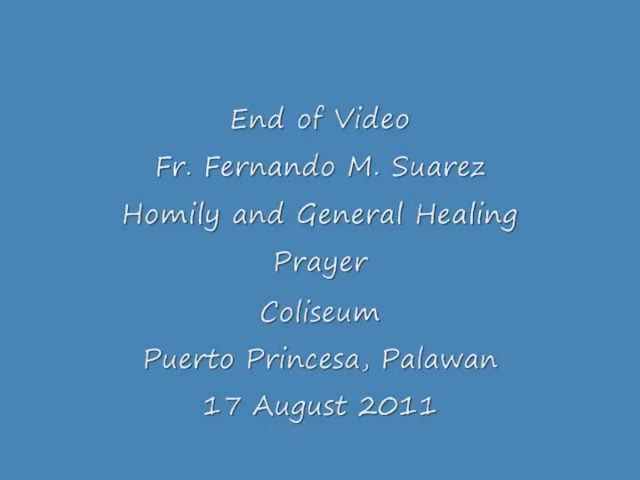 End of Video
Fr. Fernando M. Suarez
Homily and General Healing
Prayer
Coliseum
Puerto Princesa, Palawan
17 August 2011